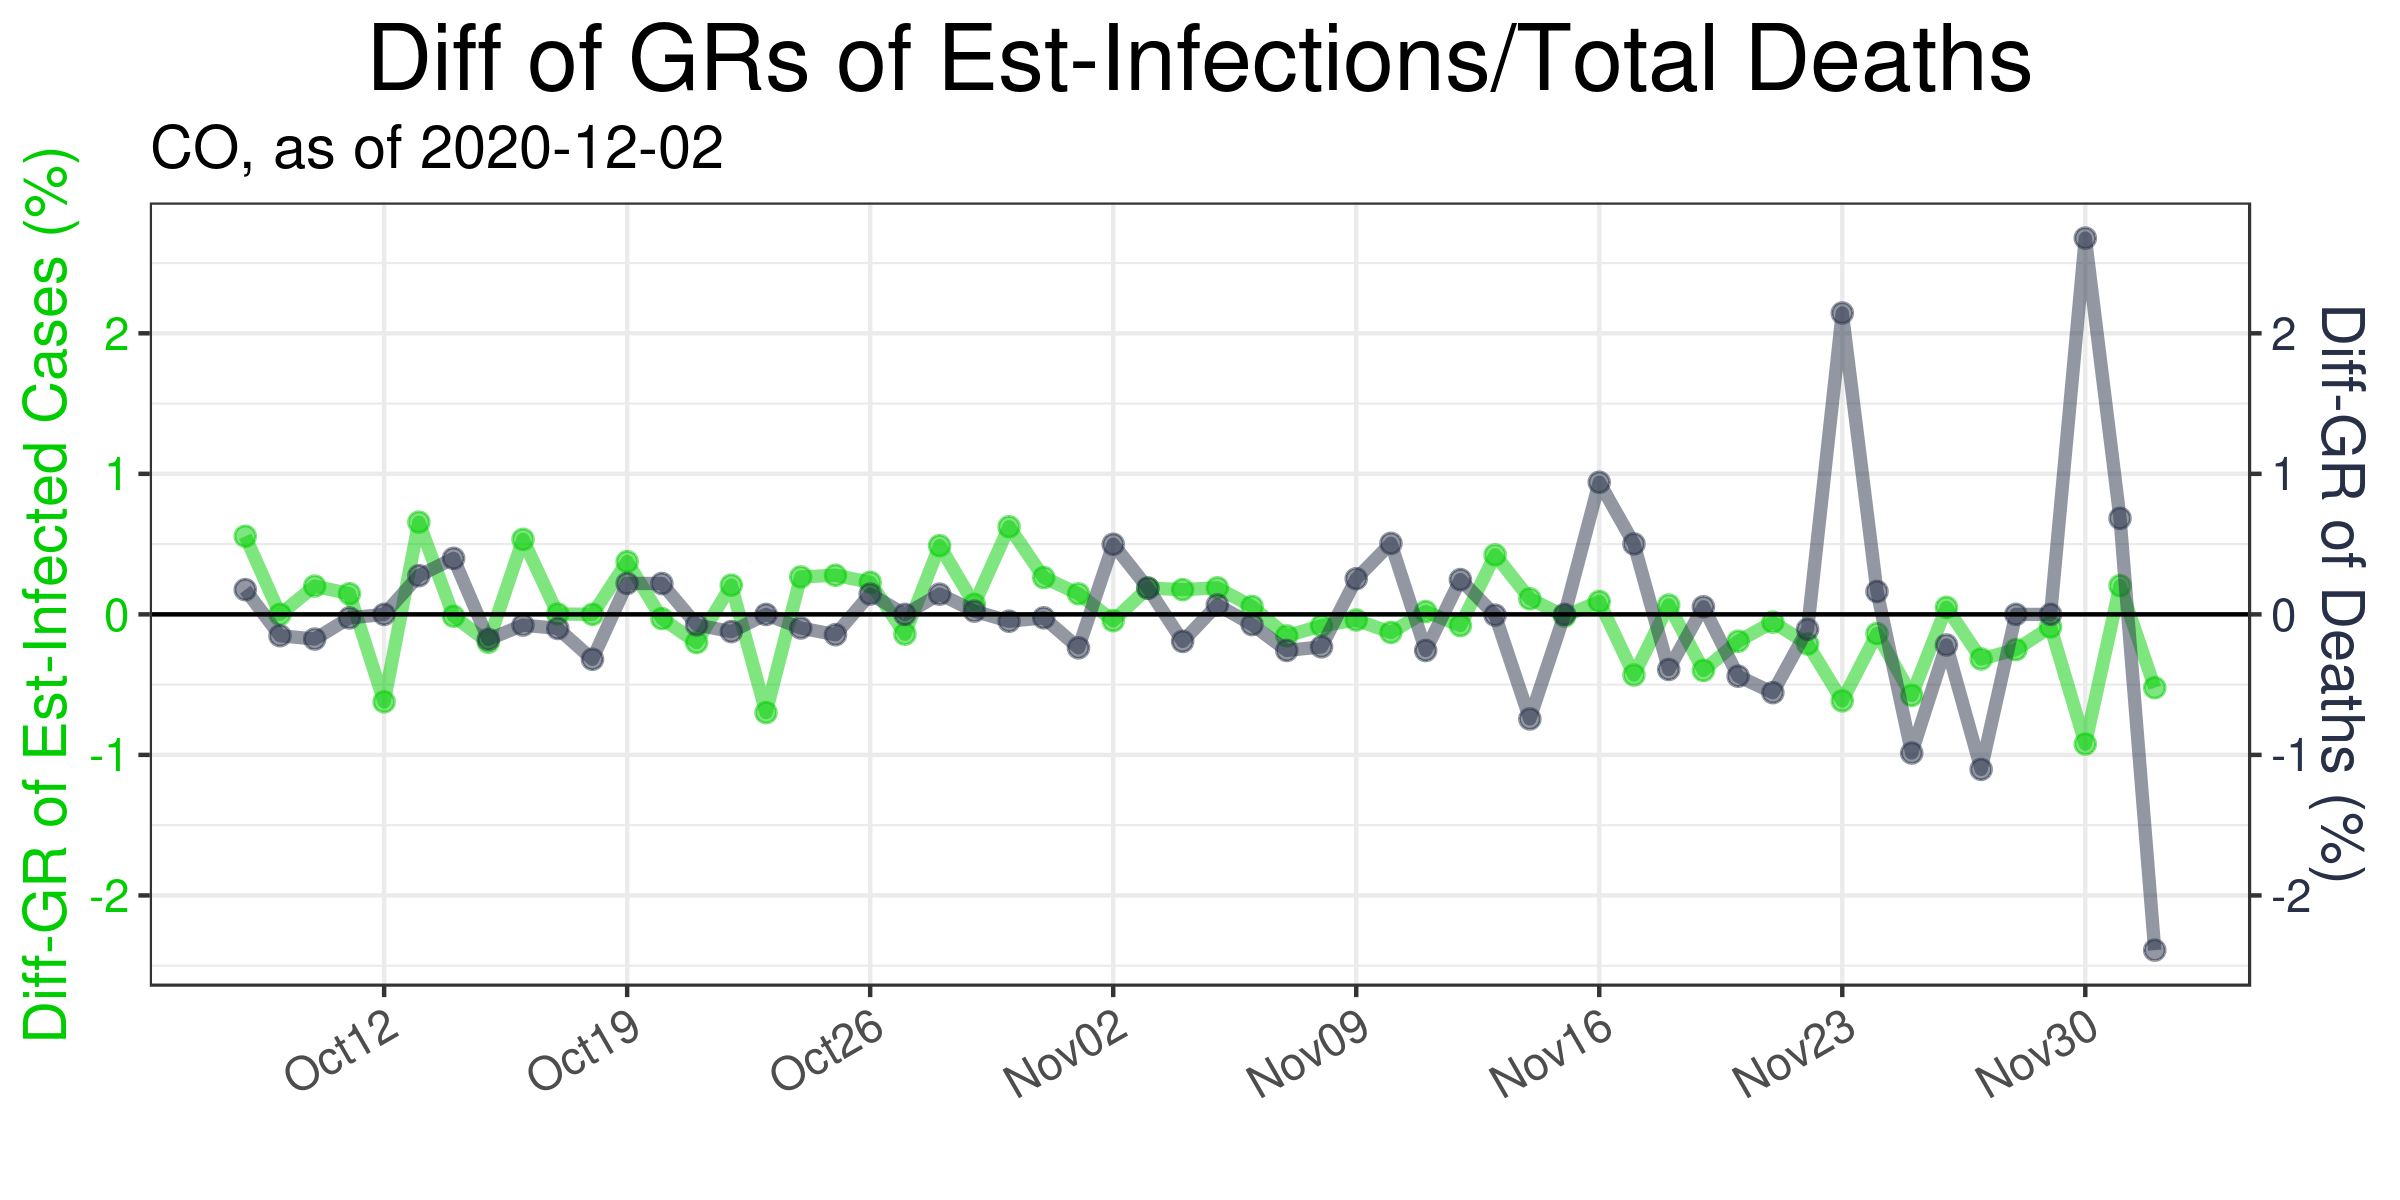 Diff of GRs of Est-Infections/Total Deaths
CO, as of 2020-12-02
Diff-GR of Est-Infected Cases (%)
2
1
0
-1
-2
2
1
0
-1
-2
Diff-GR of Deaths (%)
Oct12
Oct19
Oct26
Nov02
Nov09
Nov16
Nov23
Nov30